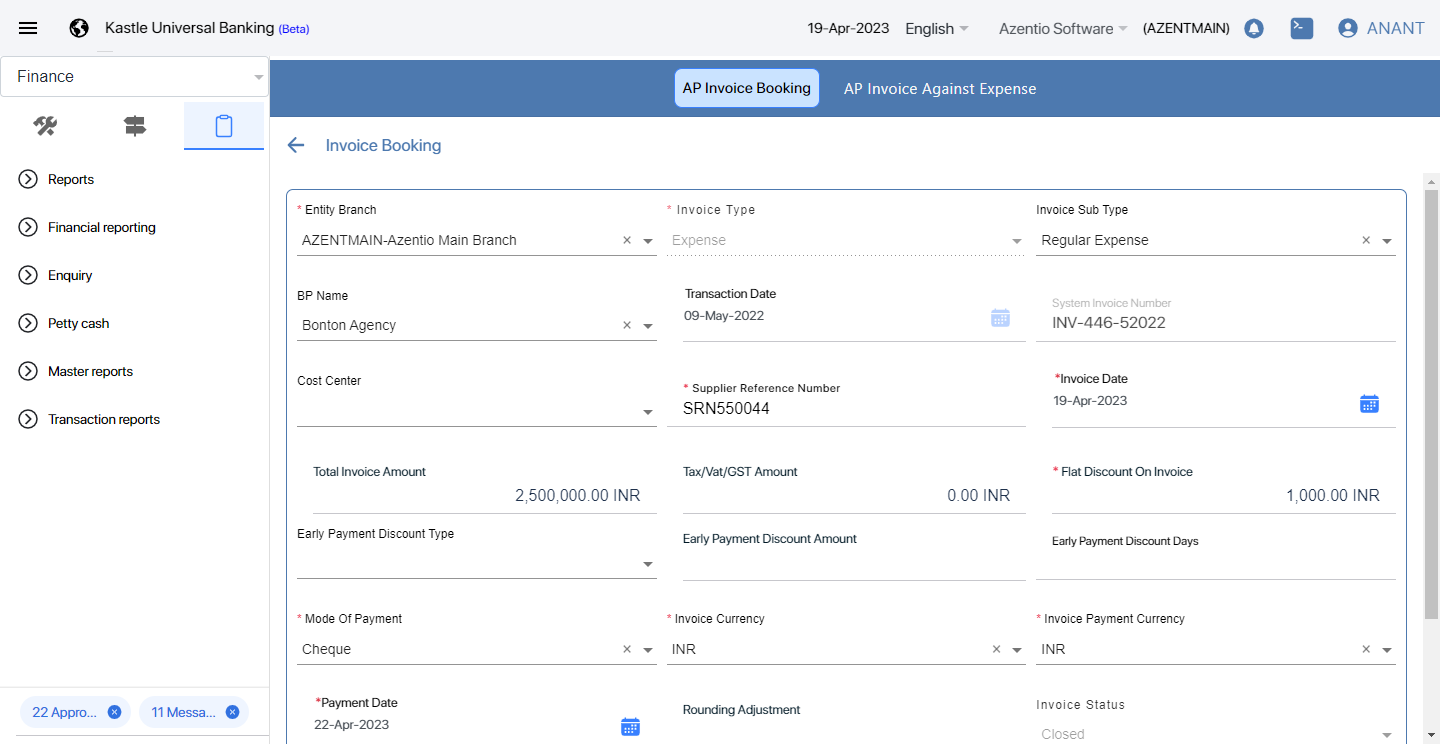 Kastle Universal Banking (Beta)
19-Apr-2023
English
Azentio Software
(AZENTMAIN)
ANANT
Finance
AP Invoice Booking
AP Invoice Against Expense
Reports
Financial reporting
Enquiry
Petty cash
Master reports
Transaction reports
22 Appro...
11 Messa...
Invoice Booking
* Entity Branch
AZENTMAIN-Azentio Main Branch
* Invoice Type
Expense
Invoice Sub Type
Regular Expense
BP Name
Bonton Agency
Transaction Date
09-May-2022
System Invoice Number
INV-446-52022
Cost Center
* Supplier Reference Number
SRN550044
*Invoice Date
19-Apr-2023
Total Invoice Amount
2,500,000.00 INR
Tax/Vat/GST Amount
0.00 INR
* Flat Discount On Invoice
1,000.00 INR
Early Payment Discount Type
Early Payment Discount Amount
Early Payment Discount Days
* Mode Of Payment
Cheque
* Invoice Currency
INR
* Invoice Payment Currency
INR
*Payment Date
22-Apr-2023
Rounding Adjustment
Invoice Status
Closed